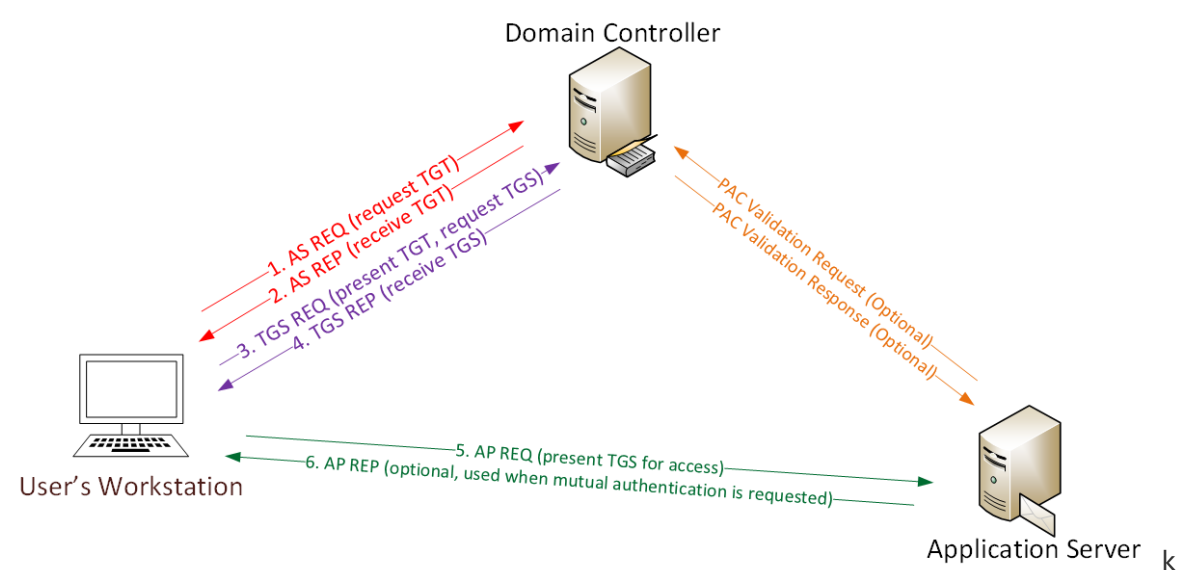 Domain Controller
1. AS REQ (request TGT)
2. AS REP (receive TGT)
3. TGS REQ (present TGT, request TGS)
4. TGS REP (receive TGS)
PAC Validation Request (Optional)
PAC Validation Response (Optional)
5. AP REQ (present TGS for access)
6. AP REP (optional, used when mutual authentication is requested)
User's Workstation
Application Server
k